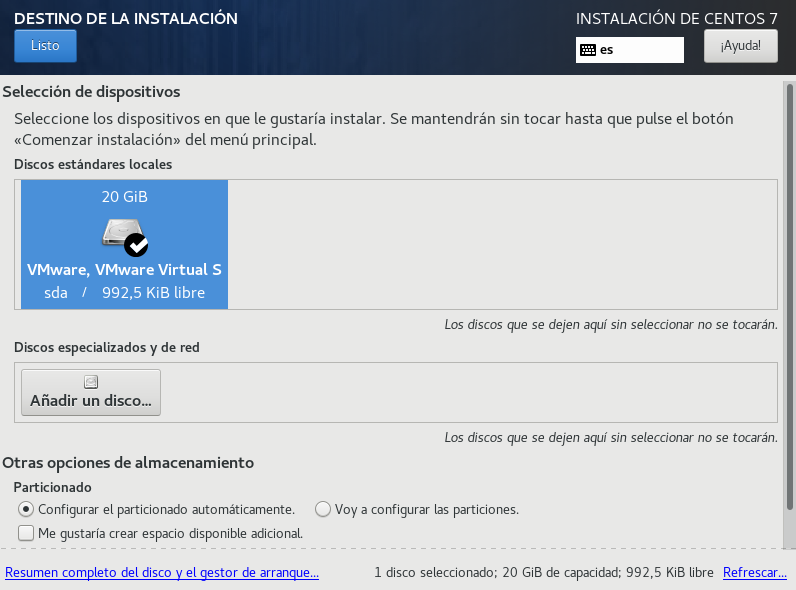 DESTINO DE LA INSTALACIÓN
INSTALACIÓN DE CENTOS 7
Listo
es
¡Ayuda!
Selección de dispositivos
Seleccione los dispositivos en que le gustaría instalar. Se mantendrán sin tocar hasta que pulse el botón
«Comenzar instalación» del menú principal.
Discos estándares locales
20 GiB
VMware, VMware Virtual S
sda / 992,5 KiB libre
Los discos que se dejen aquí sin seleccionar no se tocarán.
Discos especializados y de red
Añadir un disco...
Los discos que se dejen aquí sin seleccionar no se tocarán.
Otras opciones de almacenamiento
Particionado
Configurar el particionado automáticamente. Voy a configurar las particiones.
Me gustaría crear espacio disponible adicional.
Resumen completo del disco y el gestor de arranque... 1 disco seleccionado; 20 GiB de capacidad; 992,5 KiB libre Refrescar...